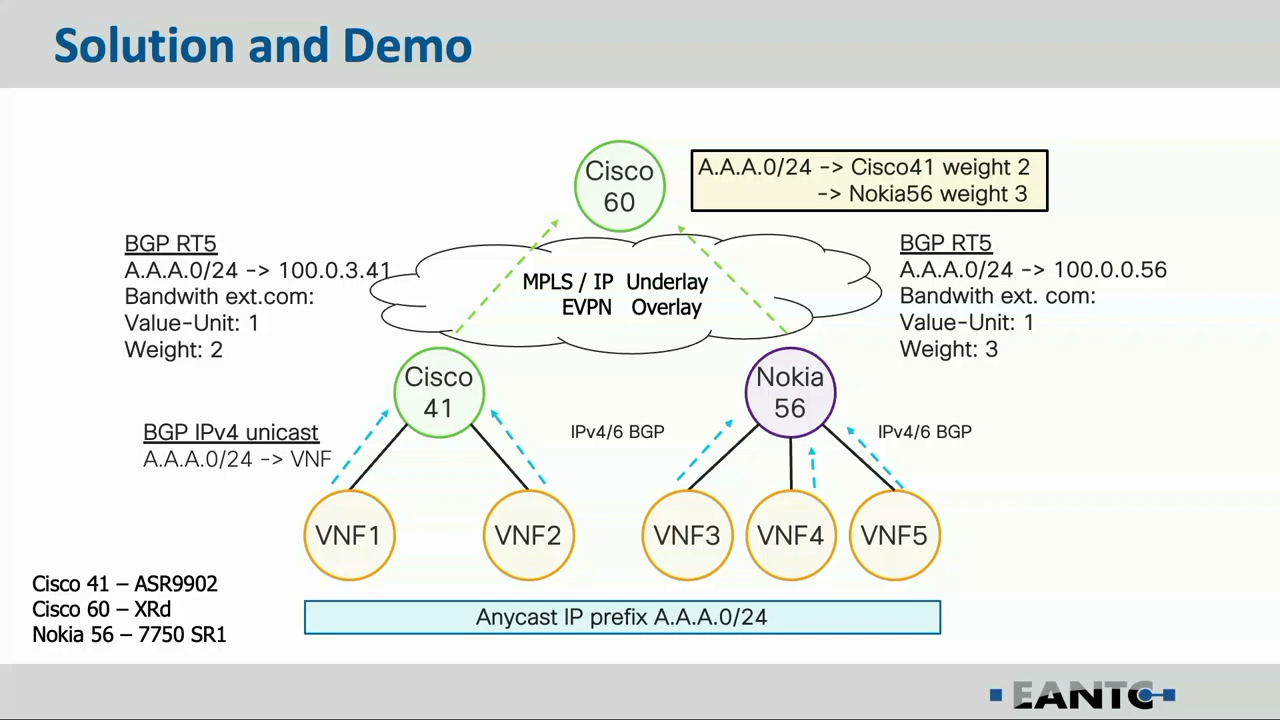 Solution and Demo
Cisco
60
A.A.A.0/24 -> Cisco41 weight 2
-> Nokia56 weight 3
BGP RT5
A.A.A.0/24 -> 100.0.3.41
Bandwith ext.com:
Value-Unit: 1
Weight: 2
MPLS / IP Underlay
EVPN Overlay
BGP RT5
A.A.A.0/24 -> 100.0.0.56
Bandwith ext. com:
Value-Unit: 1
Weight: 3
Cisco
41
Nokia
56
BGP IPv4 unicast
A.A.A.0/24 -> VNF
IPv4/6 BGP
IPv4/6 BGP
VNF1
VNF2
VNF3
VNF4
VNF5
Cisco 41 – ASR9902
Cisco 60 – XRd
Nokia 56 – 7750 SR1
Anycast IP prefix A.A.A.0/24
EANTC